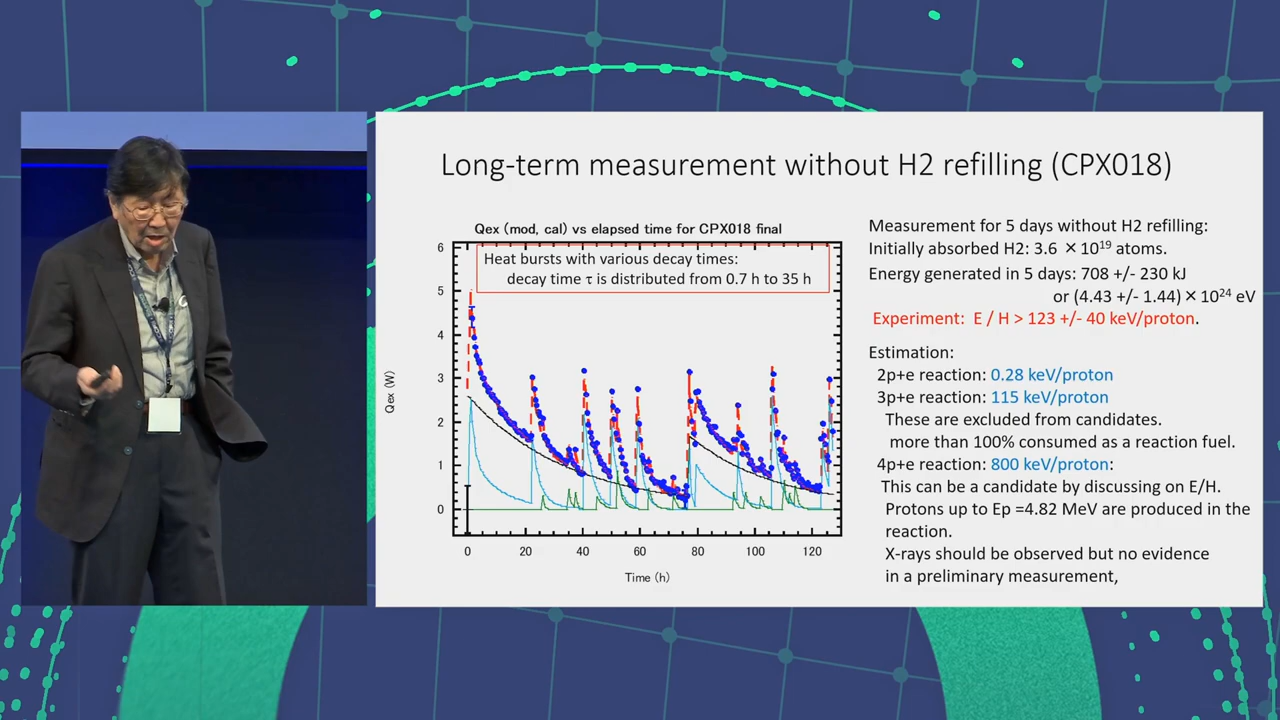 Long-term measurement without H2 refilling (CPX018)
Qex (mod, cal) vs elapsed time for CPX018 final
Heat bursts with various decay times:
decay time τ is distributed from 0.7 h to 35 h
Qex (W)
6
5
4
3
2
1
0
0 20 40 60 80 100 120
Time (h)
Measurement for 5 days without H2 refilling:
Initially absorbed H2: 3.6 ×10¹⁹ atoms.
Energy generated in 5 days: 708 +/- 230 kJ
or (4.43 +/- 1.44)×10²⁴ eV
Experiment: E / H > 123 +/- 40 keV/proton.
Estimation:
2p+e reaction: 0.28 keV/proton
3p+e reaction: 115 keV/proton
These are excluded from candidates.
more than 100% consumed as a reaction fuel.
4p+e reaction: 800 keV/proton:
This can be a candidate by discussing on E/H.
Protons up to Ep =4.82 MeV are produced in the
reaction.
X-rays should be observed but no evidence
in a preliminary measurement,